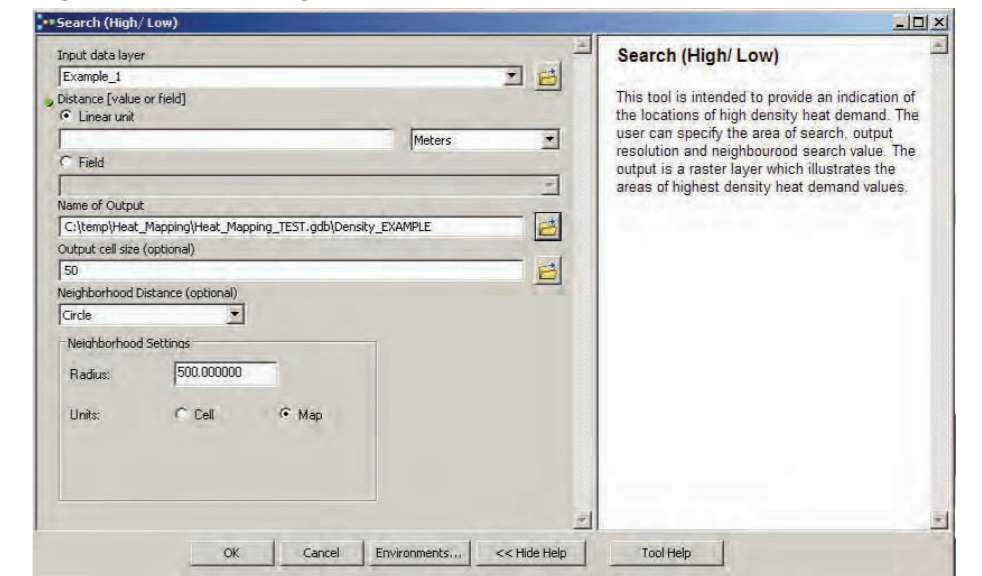 Search (High/ Low)
Input data layer
Example_1
Distance [value or field]
Linear unit
Meters
Field
Name of Output
C:\temp\Heat_Mapping\Heat_Mapping_TEST.gdb\Density_EXAMPLE
Output cell size (optional)
50
Neighborhood Distance (optional)
Circle
Neighborhood Settings
Radius: 500.000000
Units: Cell Map
Search (High/ Low)
This tool is intended to provide an indication of
the locations of high density heat demand. The
user can specify the area of search, output
resolution and neighbourood search value. The
output is a raster layer which illustrates the
areas of highest density heat demand values.
OK Cancel Environments... << Hide Help Tool Help